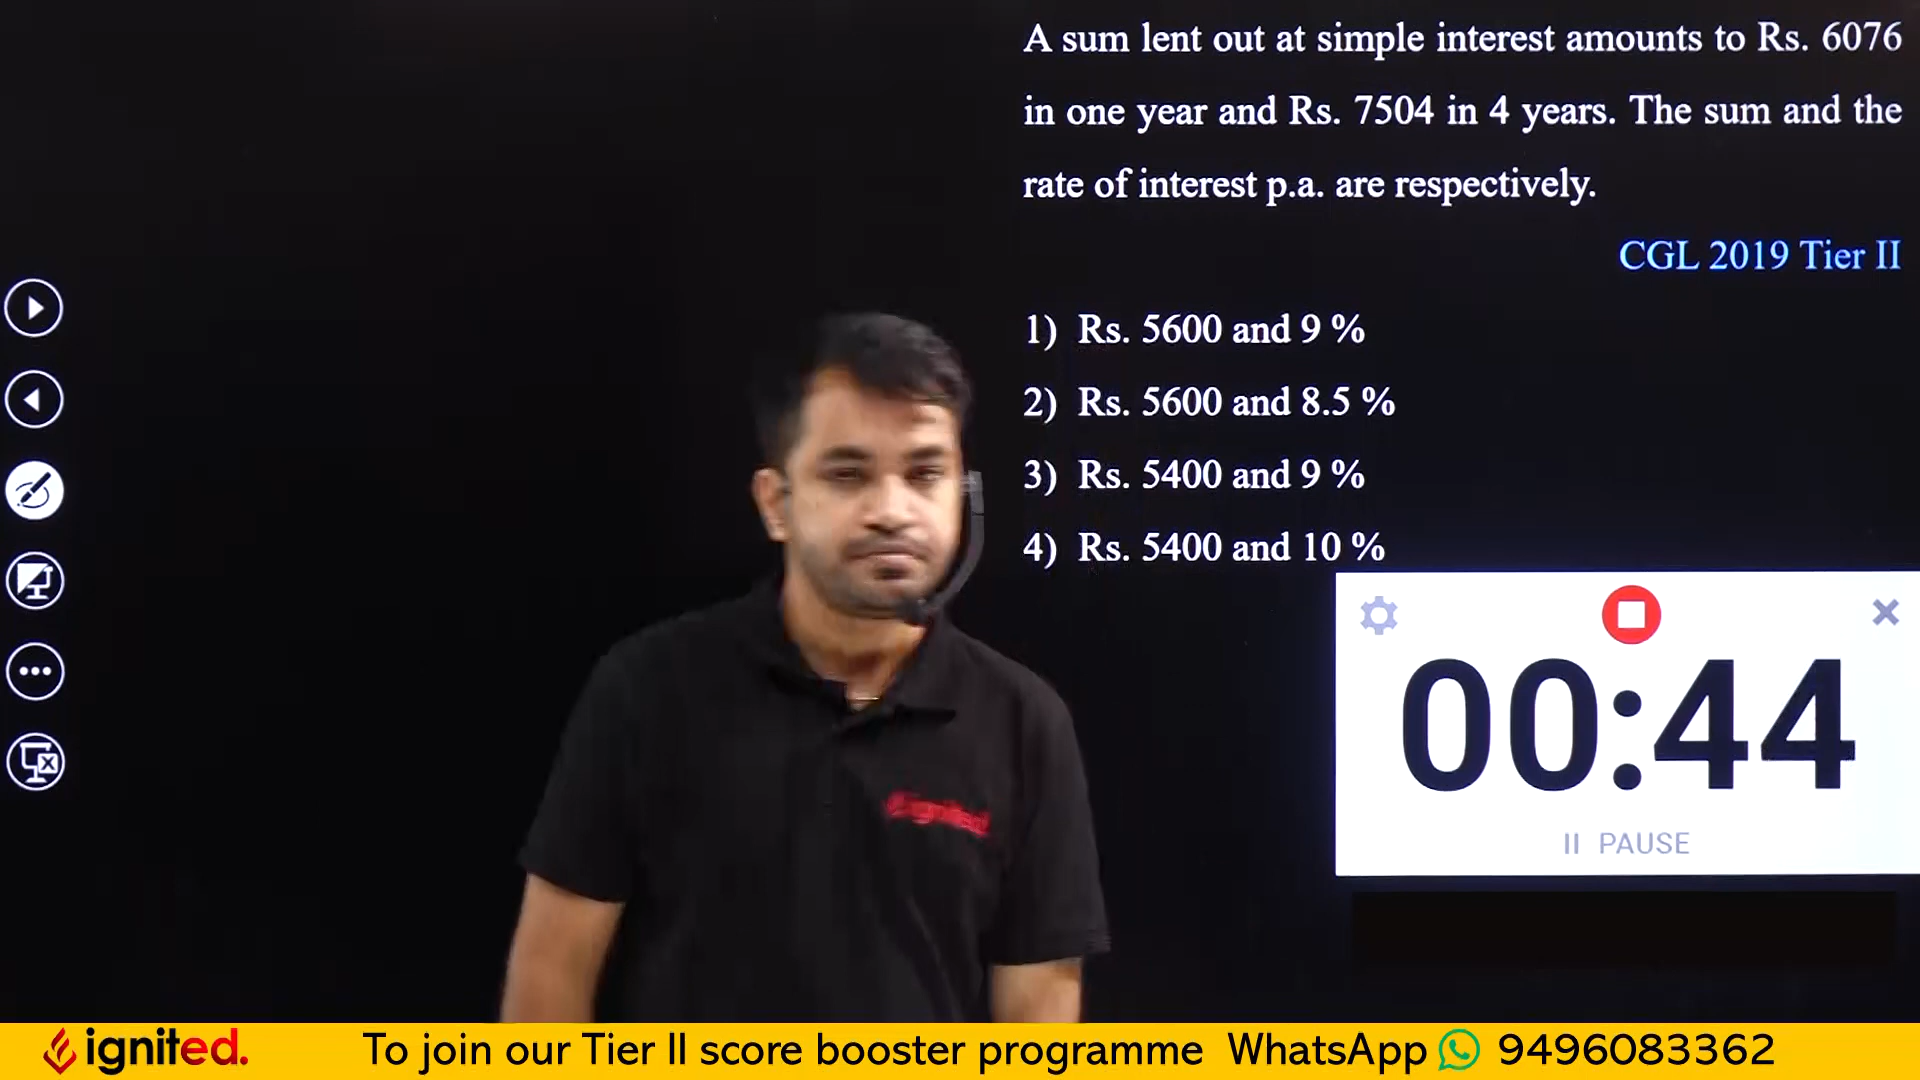 A sum lent out at simple interest amounts to Rs. 6076
in one year and Rs. 7504 in 4 years. The sum and the
rate of interest p.a. are respectively.
CGL 2019 Tier II
1) Rs. 5600 and 9 %
2) Rs. 5600 and 8.5 %
3) Rs. 5400 and 9 %
4) Rs. 5400 and 10 %
00:44
PAUSE
ignited
ignited. To join our Tier II score booster programme WhatsApp 9496083362